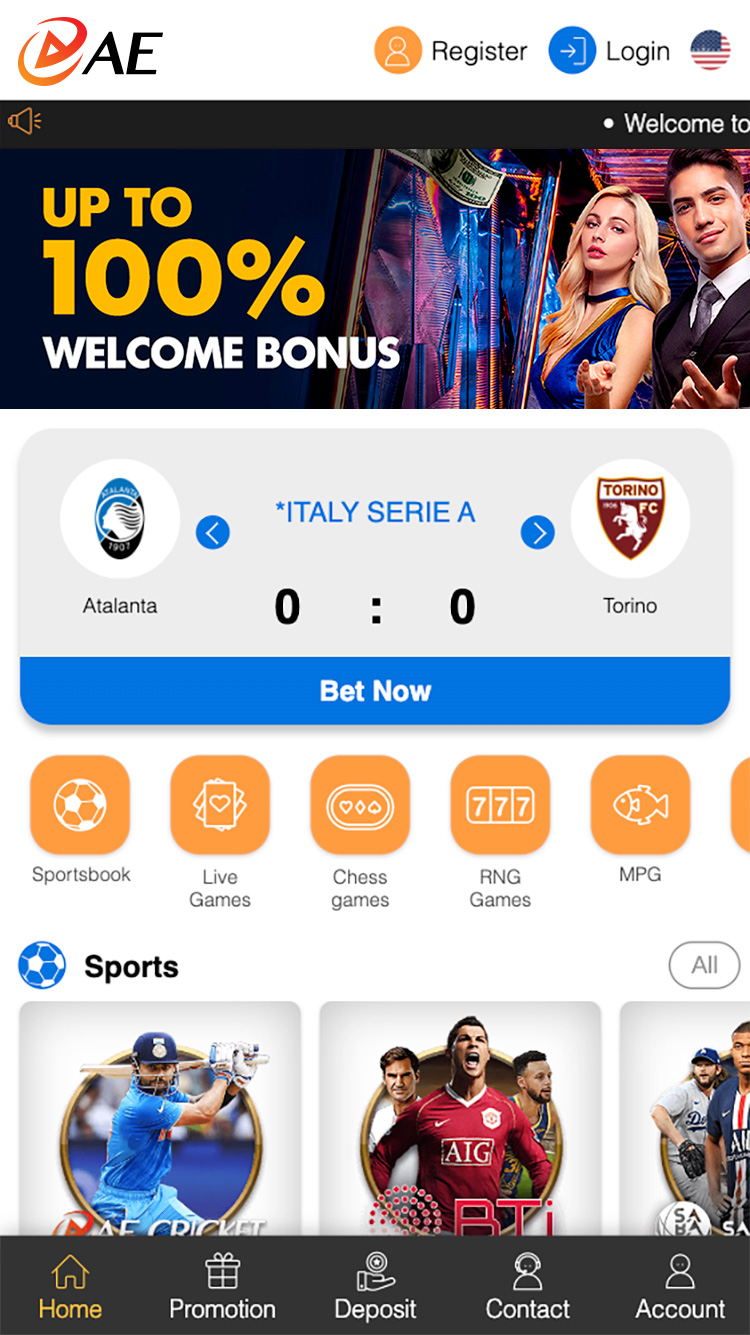 AE
Register
Login
• Welcome to
UP TO
100%
WELCOME BONUS
ATALANTA
1907
*ITALY SERIE A
TORINO
1906 FC
Atalanta
0 : 0
Torino
Bet Now
777
Sportsbook
Live
Games
Chess
games
RNG
Games
MPG
Sports
All
AIG
AE CRICKET
BTi
SABA
SA
Home
Promotion
Deposit
Contact
Account